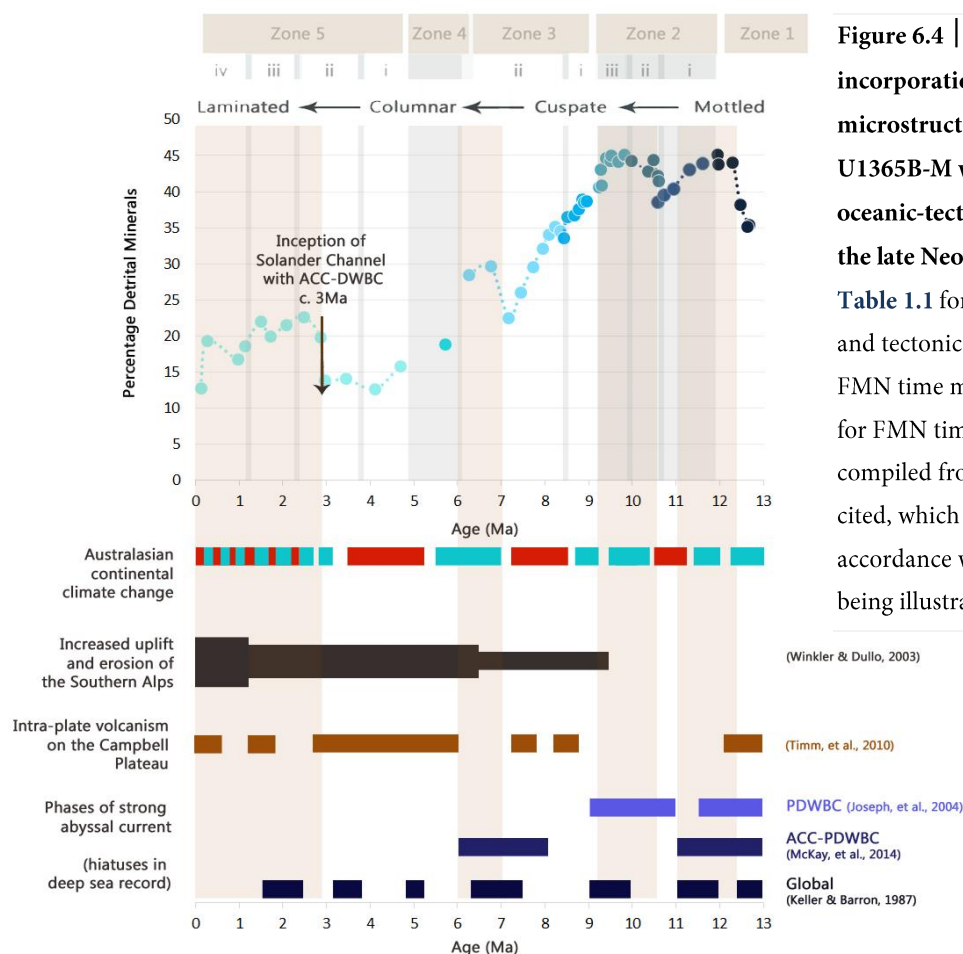 Zone 5 Zone 4 Zone 3 Zone 2 Zone 1
iv iii ii i ii i iii ii i
Laminated Columnar Cuspate Mottled
50
45
40
35
30
25
20
15
10
5
0
Percentage Detrital Minerals
Inception of
Solander Channel
with ACC-DWBC
c. 3Ma
0 1 2 3 4 5 6 7 8 9 10 11 12 13
Age (Ma)
Australasian
continental
climate change
Increased uplift
and erosion of
the Southern Alps
(Winkler & Dullo, 2003)
Intra-plate volcanism
on the Campbell
Plateau
(Timm, et al., 2010)
Phases of strong
abyssal current
(hiatuses in
deep sea record)
PDWBC (Joseph, et al., 2004)
ACC-PDWBC
(McKay, et al., 2014)
Global
(Keller & Barron, 1987)
0 1 2 3 4 5 6 7 8 9 10 11 12 13
Age (Ma)
Figure 6.4 |
incorporatio
microstruct
U1365B-M
oceanic-tect
the late Neo
Table 1.1 for
and tectonic
FMN time m
for FMN tim
compiled fro
cited, which
accordance
being illustra